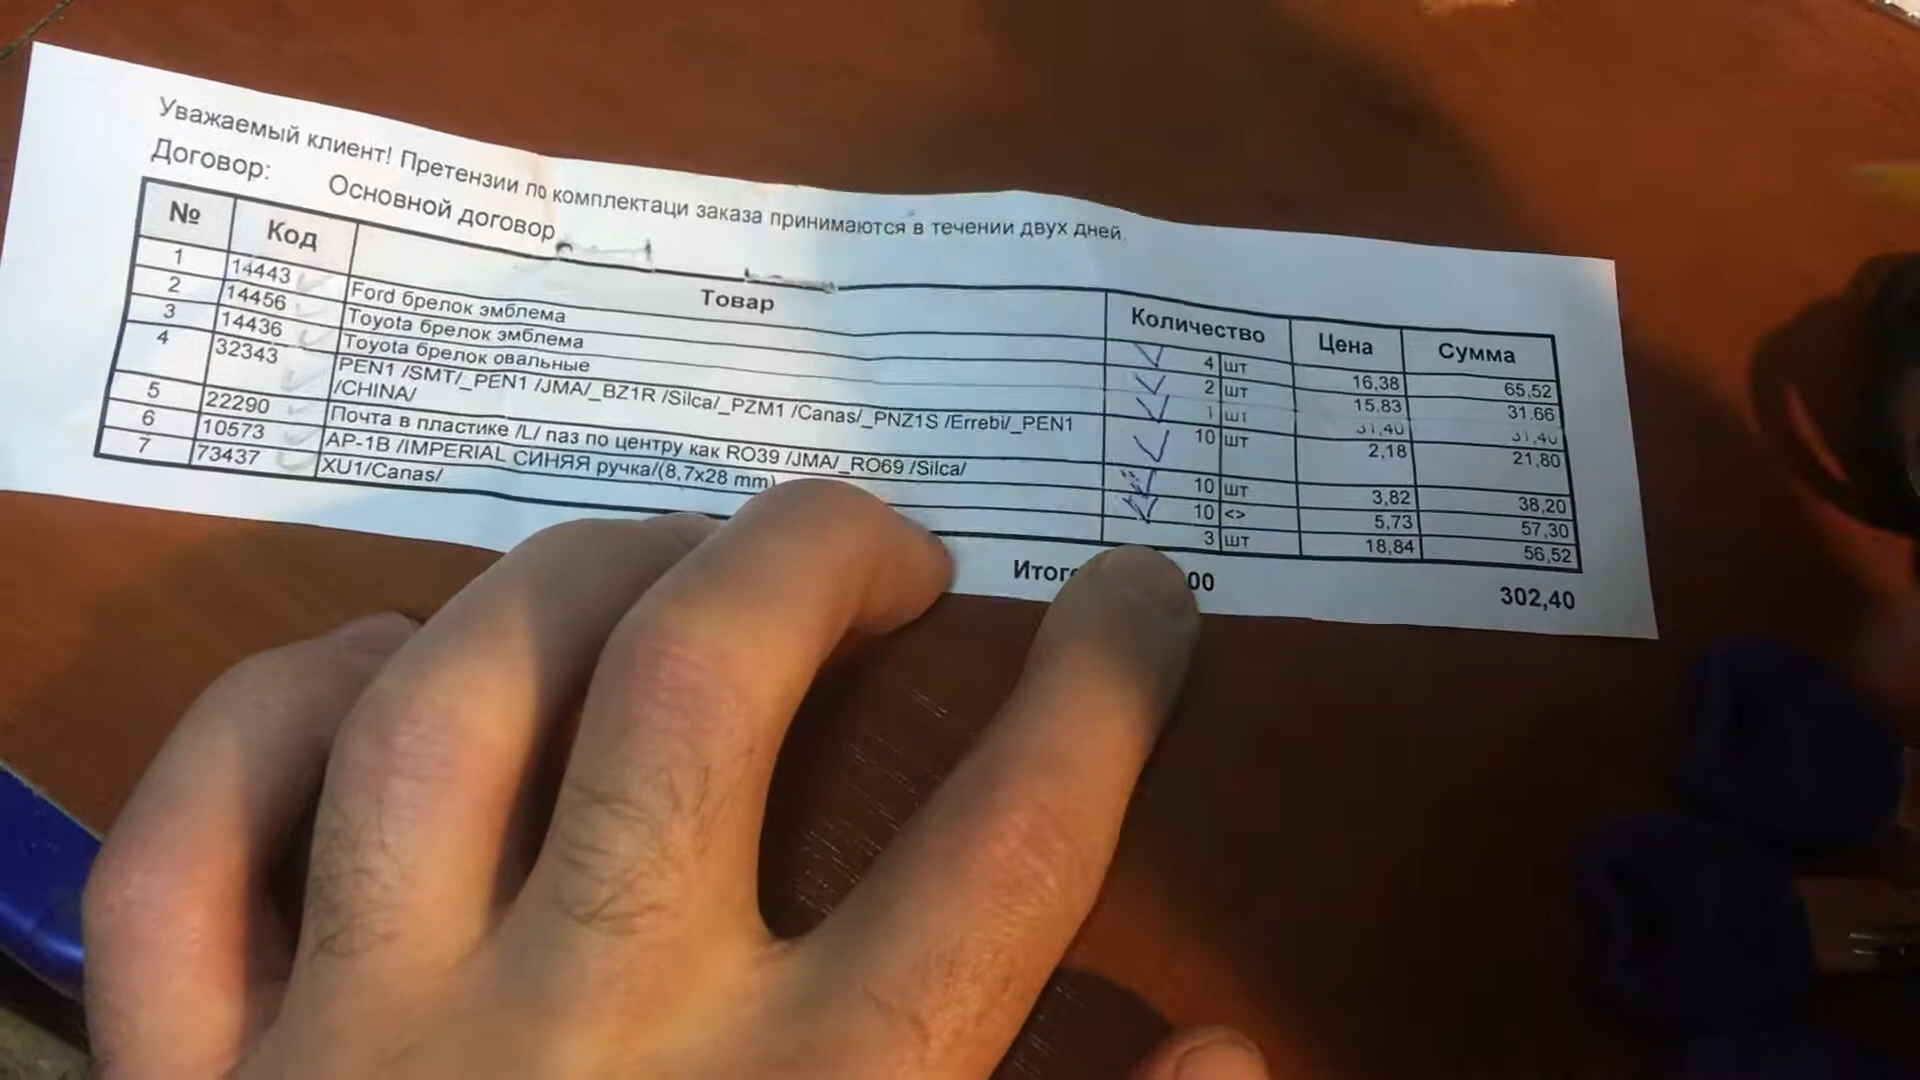 Уважаемый клиент! Претензии по комплектаци заказа принимаются в течении двух дней.
Договор: Основной договор
№ Код Товар Количество Цена Сумма
1 14443 Ford брелок эмблема 4 шт 16,38 65,52
2 14456 Toyota брелок эмблема 2 шт 15,83 31,66
3 14436 Toyota брелок овальные 1 шт 31,40 31,40
4 32343 PEN1 /SMT/_PEN1 /JMA/_BZ1R /Silca/_PZM1 /Canas/_PNZ1S /Errebi/_PEN1 10 шт 2,18 21,80
/CHINA/
5 22290 Почта в пластике /L/ паз по центру как RO39 /JMA/_RO69 /Silca/ 10 шт 3,82 38,20
6 10573 AP-1B /IMPERIAL СИНЯЯ ручка/(8,7x28 mm) 10 <> 5,73 57,30
7 73437 XU1/Canas/ 3 шт 18,84 56,52
00 302,40